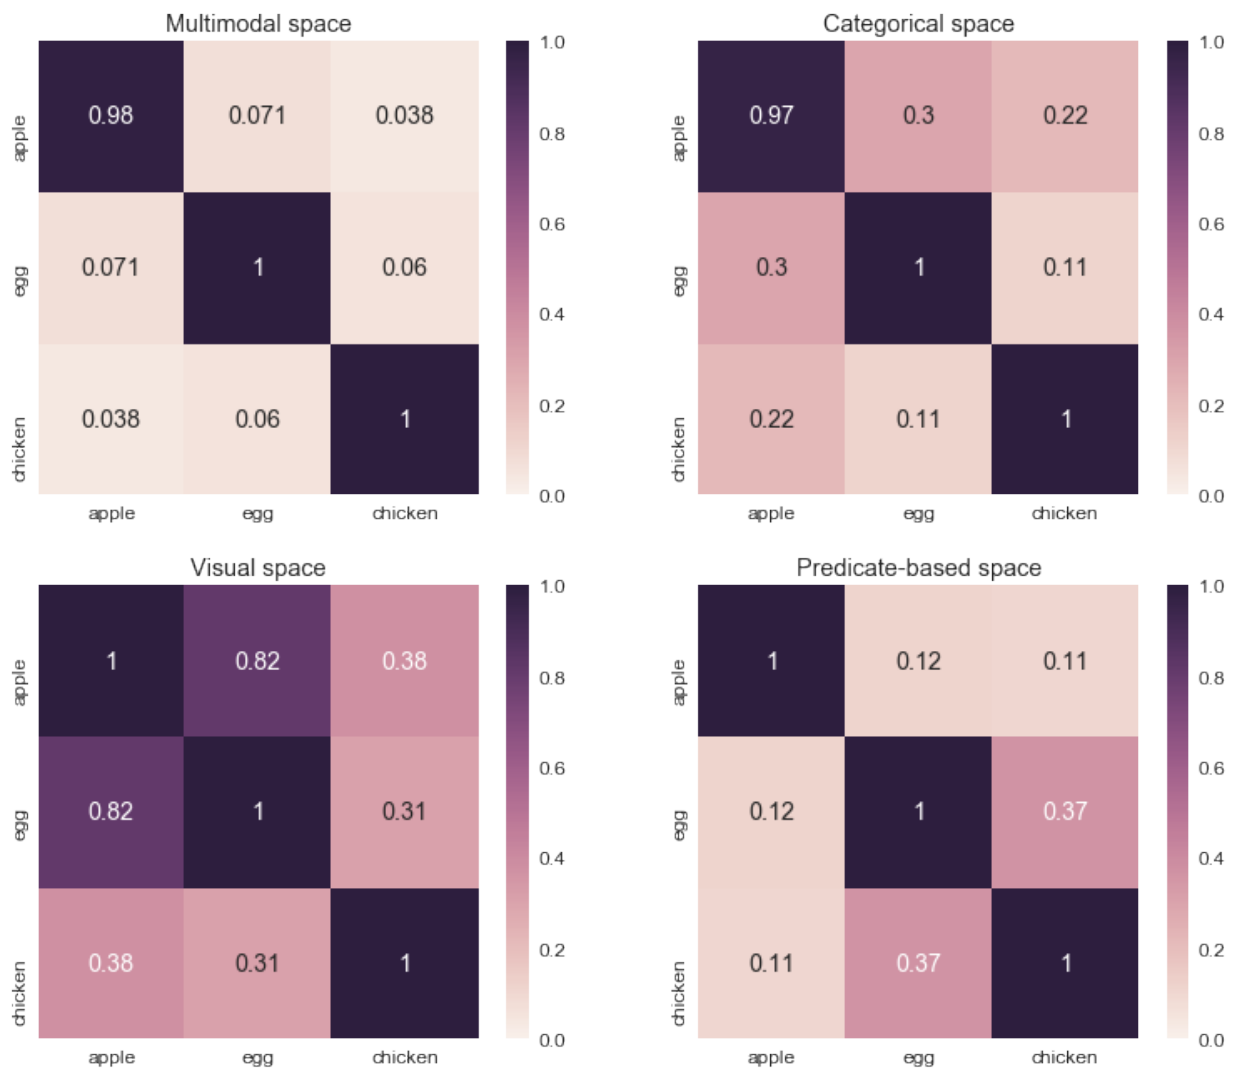 Multimodal space
apple 0.98 0.071 0.038
egg 0.071 1 0.06
chicken 0.038 0.06 1
apple egg chicken
1.0
0.8
0.6
0.4
0.2
0.0
Categorical space
apple 0.97 0.3 0.22
egg 0.3 1 0.11
chicken 0.22 0.11 1
apple egg chicken
1.0
0.8
0.6
0.4
0.2
0.0
Visual space
apple 1 0.82 0.38
egg 0.82 1 0.31
chicken 0.38 0.31 1
apple egg chicken
1.0
0.8
0.6
0.4
0.2
0.0
Predicate-based space
apple 1 0.12 0.11
egg 0.12 1 0.37
chicken 0.11 0.37 1
apple egg chicken
1.0
0.8
0.6
0.4
0.2
0.0